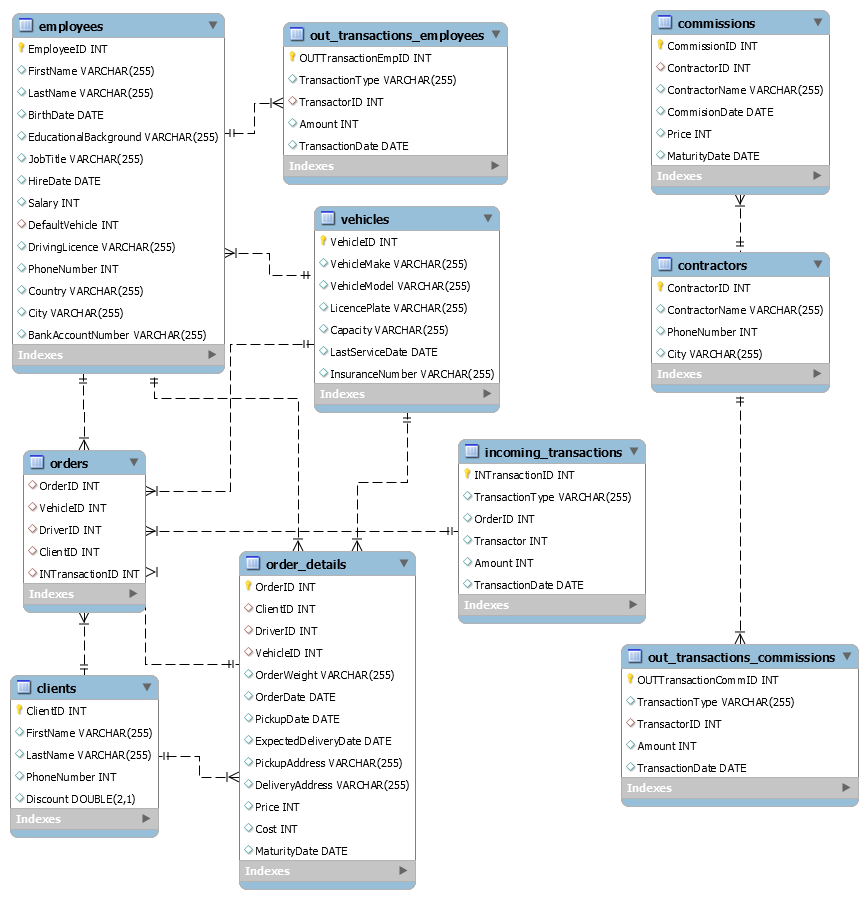 employees
EmployeeID INT
FirstName VARCHAR(255)
LastName VARCHAR(255)
BirthDate DATE
EducationalBackground VARCHAR(255)
JobTitle VARCHAR(255)
HireDate DATE
Salary INT
DefaultVehicle INT
DrivingLicence VARCHAR(255)
PhoneNumber INT
Country VARCHAR(255)
City VARCHAR(255)
BankAccountNumber VARCHAR(255)
Indexes
out_transactions_employees
OUTTransactionEmpID INT
TransactionType VARCHAR(255)
TransactorID INT
Amount INT
TransactionDate DATE
Indexes
commissions
CommissionID INT
ContractorID INT
ContractorName VARCHAR(255)
CommisionDate DATE
Price INT
MaturityDate DATE
Indexes
vehicles
VehicleID INT
VehicleMake VARCHAR(255)
VehicleModel VARCHAR(255)
LicencePlate VARCHAR(255)
Capacity VARCHAR(255)
LastServiceDate DATE
InsuranceNumber VARCHAR(255)
Indexes
contractors
ContractorID INT
ContractorName VARCHAR(255)
PhoneNumber INT
City VARCHAR(255)
Indexes
orders
OrderID INT
VehicleID INT
DriverID INT
ClientID INT
INTransactionID INT
Indexes
incoming_transactions
INTransactionID INT
TransactionType VARCHAR(255)
OrderID INT
Transactor INT
Amount INT
TransactionDate DATE
Indexes
order_details
OrderID INT
ClientID INT
DriverID INT
VehicleID INT
OrderWeight VARCHAR(255)
OrderDate DATE
PickupDate DATE
ExpectedDeliveryDate DATE
PickupAddress VARCHAR(255)
DeliveryAddress VARCHAR(255)
Price INT
Cost INT
MaturityDate DATE
Indexes
clients
ClientID INT
FirstName VARCHAR(255)
LastName VARCHAR(255)
PhoneNumber INT
Discount DOUBLE(2,1)
Indexes
out_transactions_commissions
OUTTransactionCommID INT
TransactionType VARCHAR(255)
TransactorID INT
Amount INT
TransactionDate DATE
Indexes